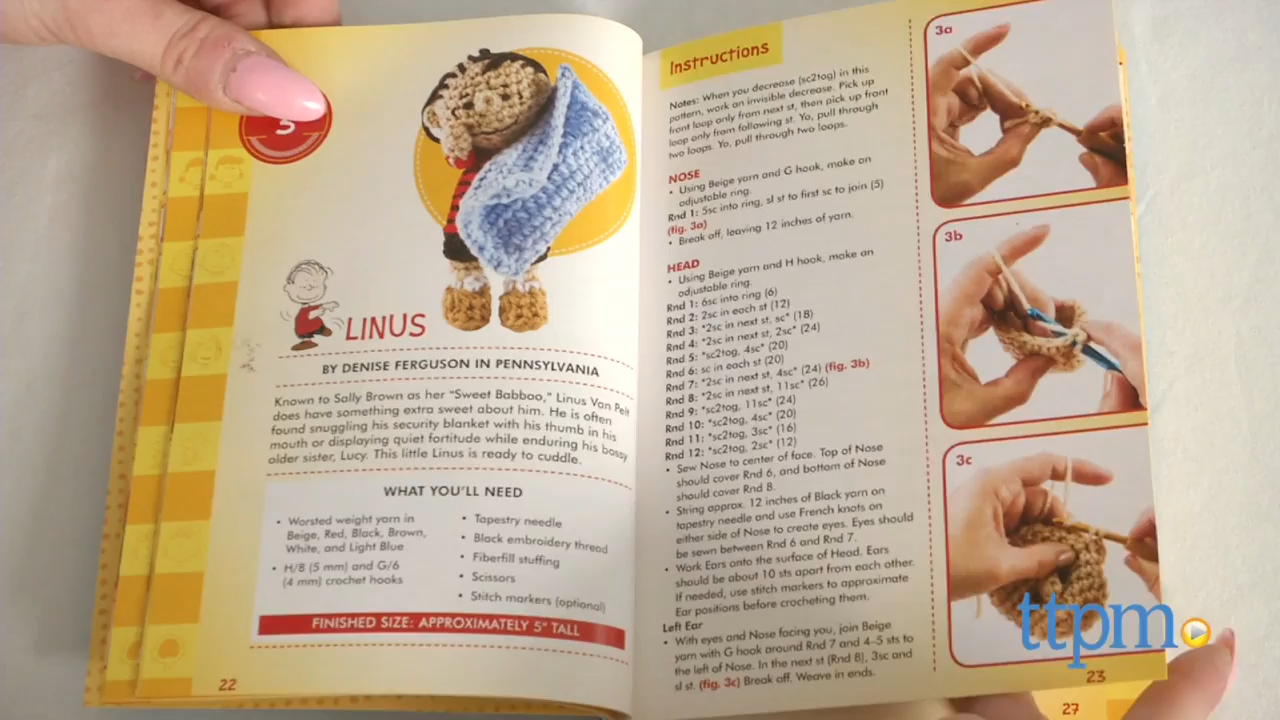 3
LINUS
BY DENISE FERGUSON IN PENNSYLVANIA
Known to Sally Brown as her "Sweet Babboo," Linus Van Pelt
does have something extra sweet about him. He is often
found snuggling his security blanket with his thumb in his
mouth or displaying quiet fortitude while enduring his bossy
older sister, Lucy. This little Linus is ready to cuddle.
WHAT YOU'LL NEED
• Worsted weight yarn in
Beige, Red, Black, Brown,
White, and Light Blue
• H/8 (5 mm) and G/6
(4 mm) crochet hooks
• Tapestry needle
• Black embroidery thread
• Fiberfill stuffing
• Scissors
• Stitch markers (optional)
FINISHED SIZE: APPROXIMATELY 5" TALL
22
Instructions
Notes: When you decrease (sc2tog) in this
pattern, work an invisible decrease. Pick up
front loop only from next st, then pick up front
loop only from following st. Yo, pull through
two loops. Yo, pull through two loops.
NOSE
• Using Beige yarn and G hook, make an
adjustable ring.
Rnd 1: 5sc into ring, sl st to first sc to join (5)
(fig. 3a)
• Break off, leaving 12 inches of yarn.
HEAD
• Using Beige yarn and H hook, make an
adjustable ring.
Rnd 1: 6sc into ring (6)
Rnd 2: 2sc in each st (12)
Rnd 3: *2sc in next st, sc* (18)
Rnd 4: *2sc in next st, 2sc* (24)
Rnd 5: *sc2tog, 4sc* (20)
Rnd 6: sc in each st (20)
Rnd 7: *2sc in next st, 4sc* (24) (fig. 3b)
Rnd 8: *2sc in next st, 11sc* (26)
Rnd 9: *sc2tog, 11sc* (24)
Rnd 10: *sc2tog, 4sc* (20)
Rnd 11: *sc2tog, 3sc* (16)
Rnd 12: *sc2tog, 2sc* (12)
• Sew Nose to center of face. Top of Nose
should cover Rnd 6, and bottom of Nose
should cover Rnd 8.
• String approx. 12 inches of Black yarn on
tapestry needle and use French knots on
either side of Nose to create eyes. Eyes should
be sewn between Rnd 6 and Rnd 7.
• Work Ears onto the surface of Head. Ears
should be about 10 sts apart from each other.
If needed, use stitch markers to approximate
Ear positions before crocheting them.
Left Ear
• With eyes and Nose facing you, join Beige
yarn with G hook around Rnd 7 and 4–5 sts to
the left of Nose. In the next st (Rnd 8), 3sc and
sl st. (fig. 3c) Break off. Weave in ends.
3a
3b
3c
23
27
ttpm